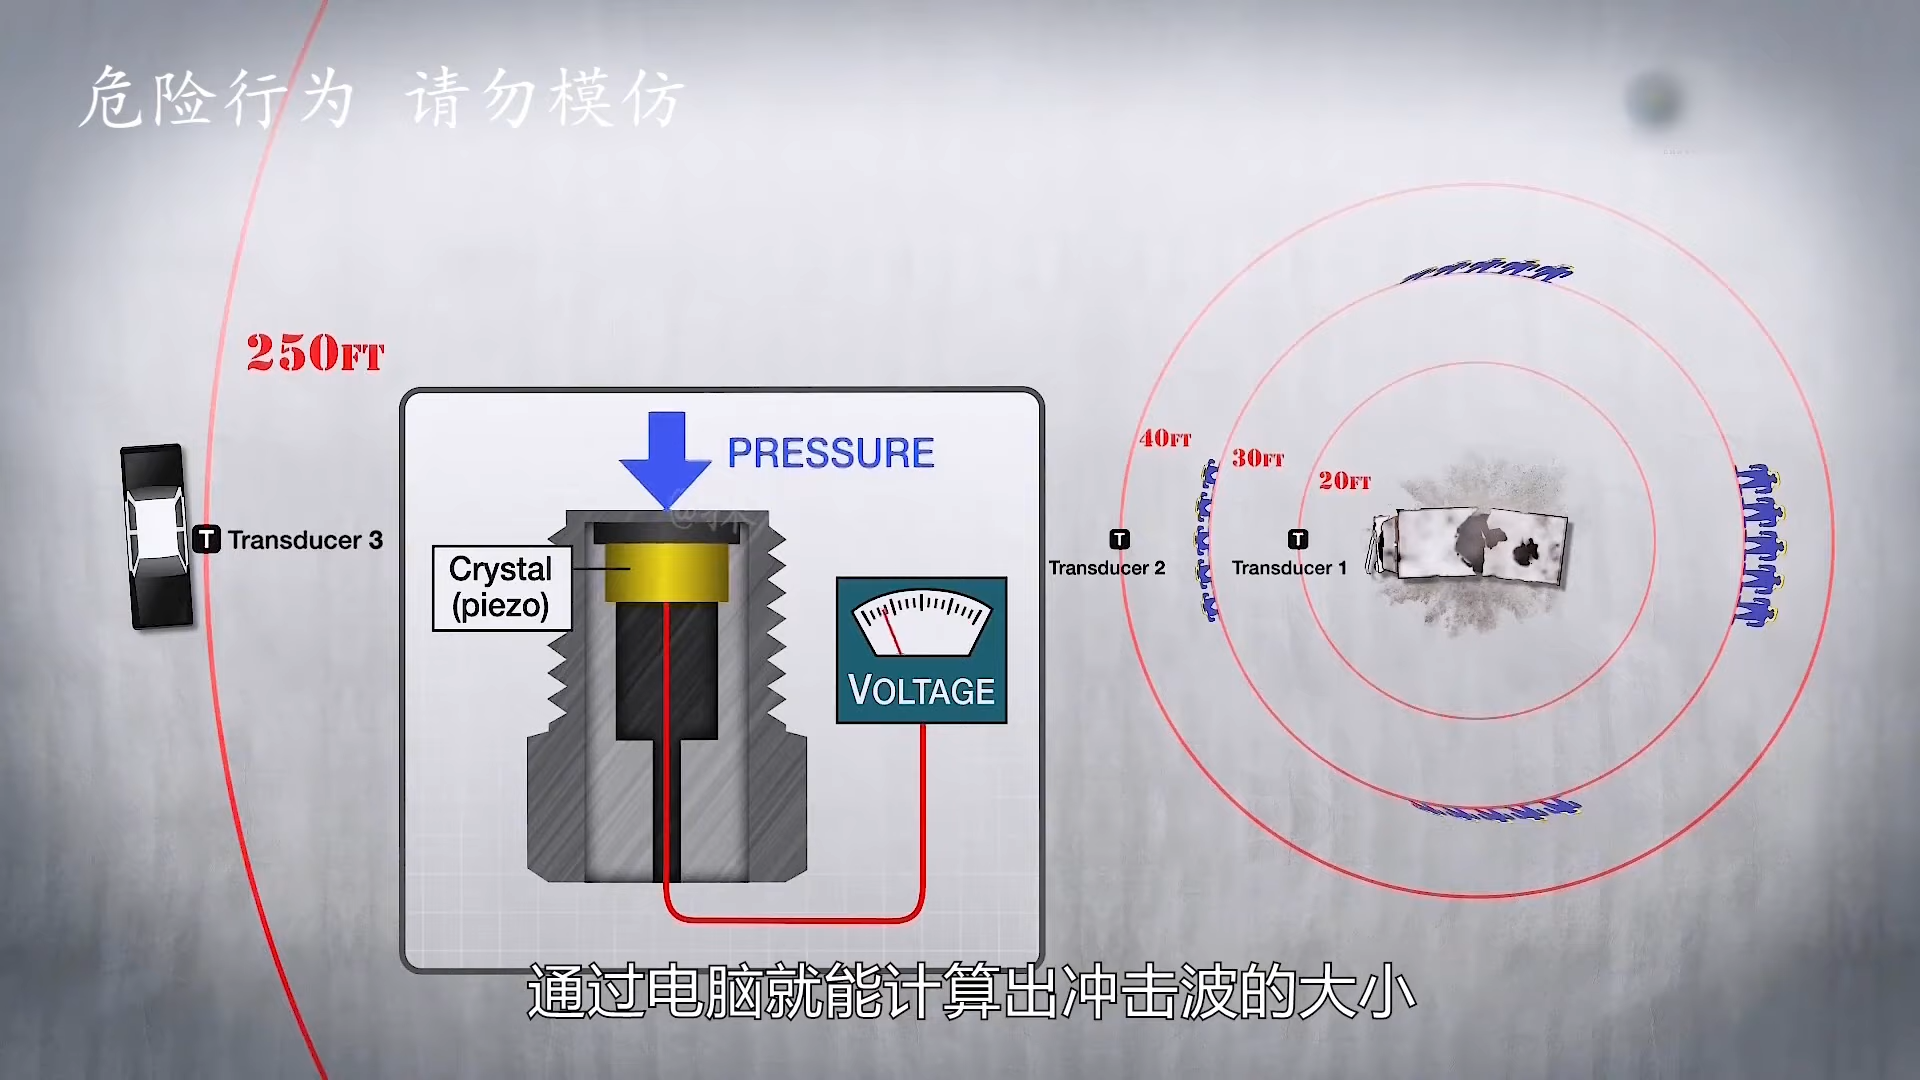 危险行为 请勿模仿
250FT
PRESSURE
40FT
30FT
20FT
T Transducer 3
T
Transducer 2
T
Transducer 1
Crystal
(piezo)
VOLTAGE
通过电脑就能计算出冲击波的大小